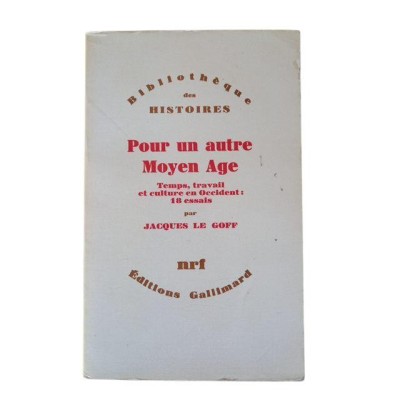 Bibliothèque
des
HISTOIRES
Pour un autre
Moyen Age
Temps, travail
et culture en Occident :
18 essais
par
JACQUES LE GOFF
nrf
Éditions Gallimard